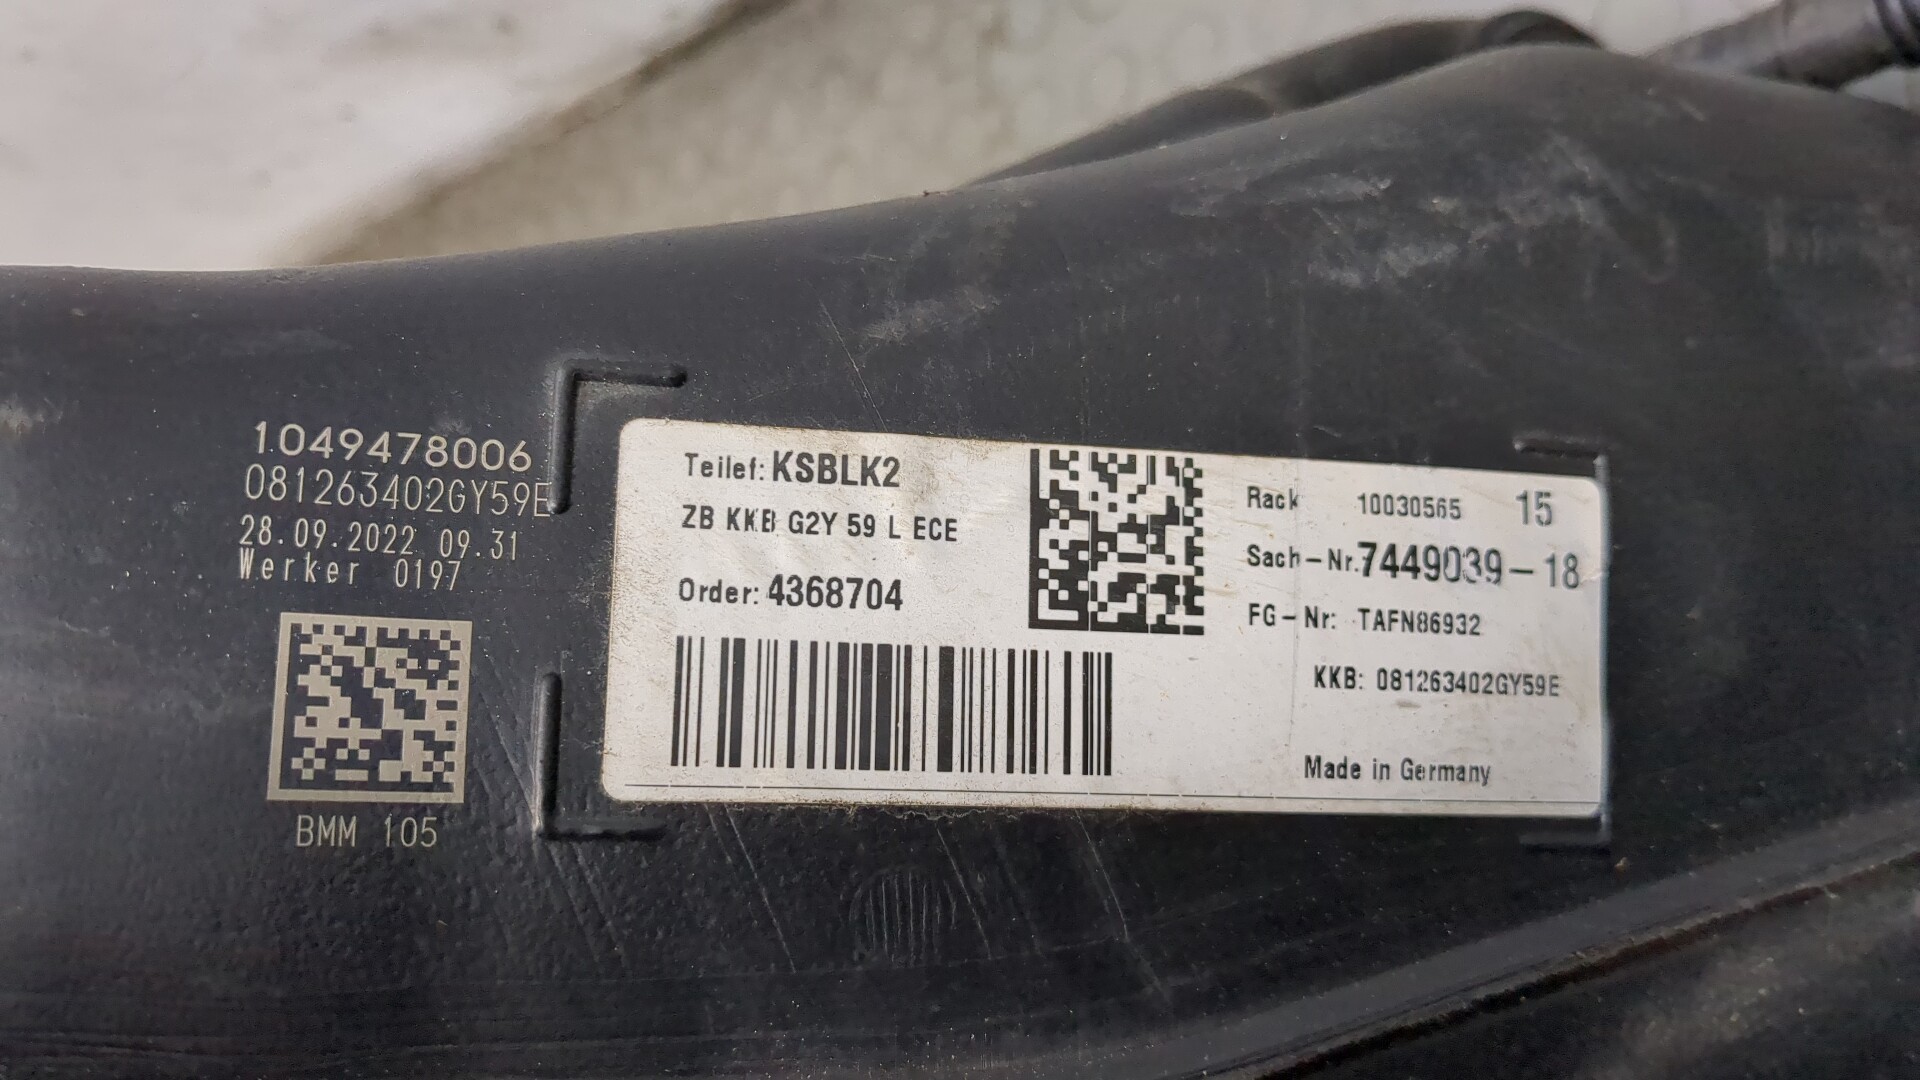 1049478006
081263402GY59E
28.09.2022 09.31
Werker 0197
BMM 105
Teilef: KSBLK2
ZB KKB G2Y 59 L ECE
Order: 4368704
Rack 10030565 15
Sach-Nr. 7449039-18
FG-Nr: TAFN86932
KKB: 081263402GY59E
Made in Germany